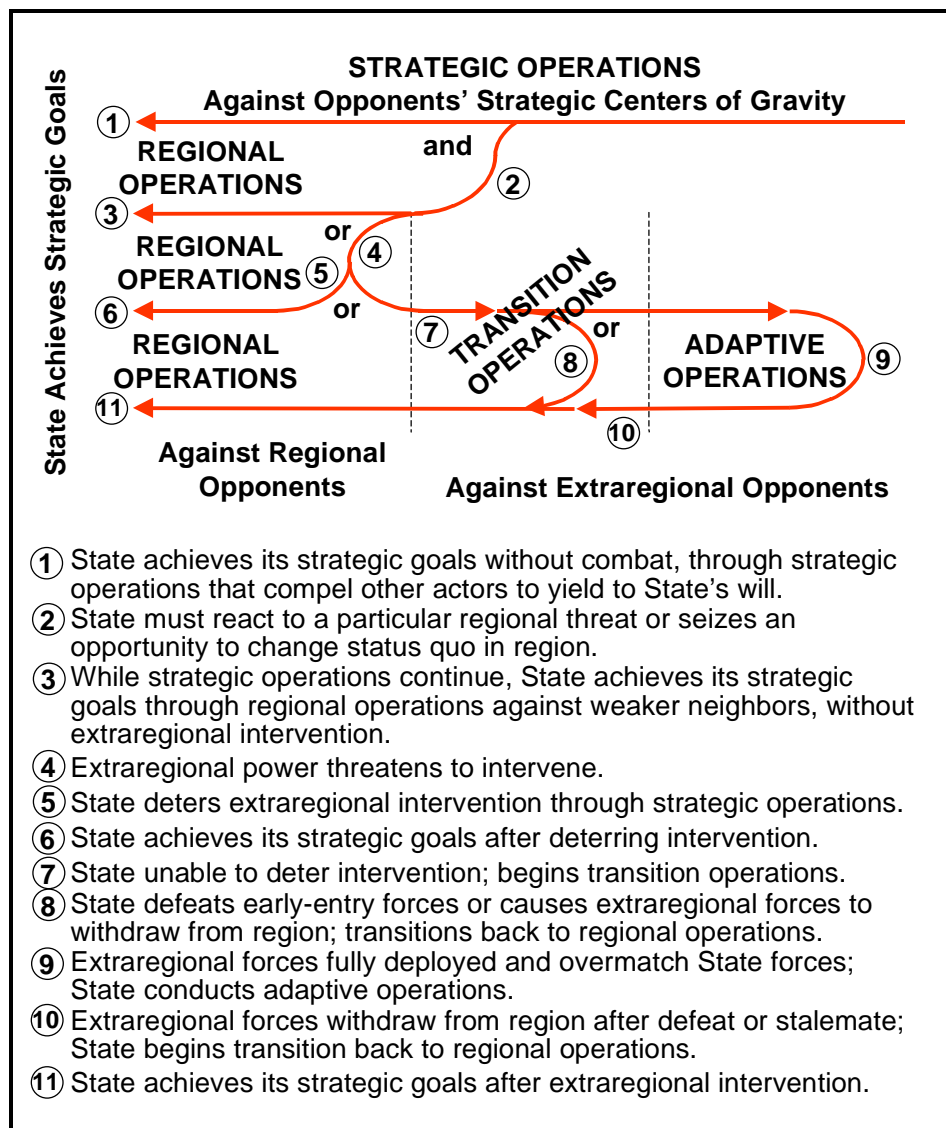 STRATEGIC OPERATIONS
Against Opponents’ Strategic Centers of Gravity
State Achieves Strategic Goals
1
and
REGIONAL
OPERATIONS
2
3
or
4
REGIONAL
OPERATIONS
5
or
6
7
TRANSITION
OPERATIONS
or
8
REGIONAL
OPERATIONS
ADAPTIVE
OPERATIONS
9
11
10
Against Regional
Opponents
Against Extraregional Opponents
1 State achieves its strategic goals without combat, through strategic
operations that compel other actors to yield to State’s will.
2 State must react to a particular regional threat or seizes an
opportunity to change status quo in region.
3 While strategic operations continue, State achieves its strategic
goals through regional operations against weaker neighbors, without
extraregional intervention.
4 Extraregional power threatens to intervene.
5 State deters extraregional intervention through strategic operations.
6 State achieves its strategic goals after deterring intervention.
7 State unable to deter intervention; begins transition operations.
8 State defeats early-entry forces or causes extraregional forces to
withdraw from region; transitions back to regional operations.
9 Extraregional forces fully deployed and overmatch State forces;
State conducts adaptive operations.
10 Extraregional forces withdraw from region after defeat or stalemate;
State begins transition back to regional operations.
11 State achieves its strategic goals after extraregional intervention.